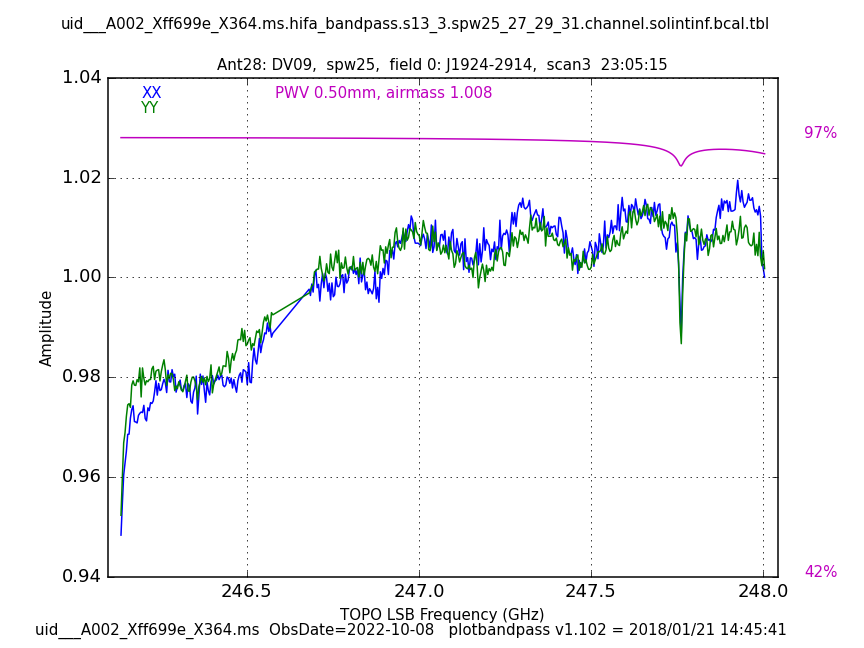 uid___A002_Xff699e_X364.ms.hifa_bandpass.s13_3.spw25_27_29_31.channel.solintinf.bcal.tbl
Ant28: DV09,  spw25,  field 0: J1924-2914,  scan3  23:05:15
1.04
XX
PWV 0.50mm, airmass 1.008
YY
97%
1.02
1.00
Amplitude
0.98
0.96
42%
0.94
246.5
247.0
247.5
248.0
TOPO LSB Frequency (GHz)
uid___A002_Xff699e_X364.ms  ObsDate=2022-10-08   plotbandpass v1.102 = 2018/01/21 14:45:41